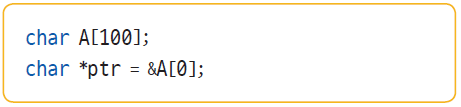 char A[100];
char *ptr = &A[0];